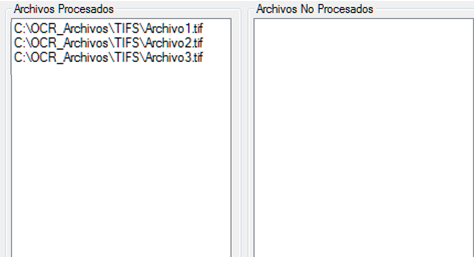 Archivos Procesados
C:\OCR_Archivos\TIFS\Archivo1.tif
C:\OCR_Archivos\TIFS\Archivo2.tif
C:\OCR_Archivos\TIFS\Archivo3.tif
Archivos No Procesados